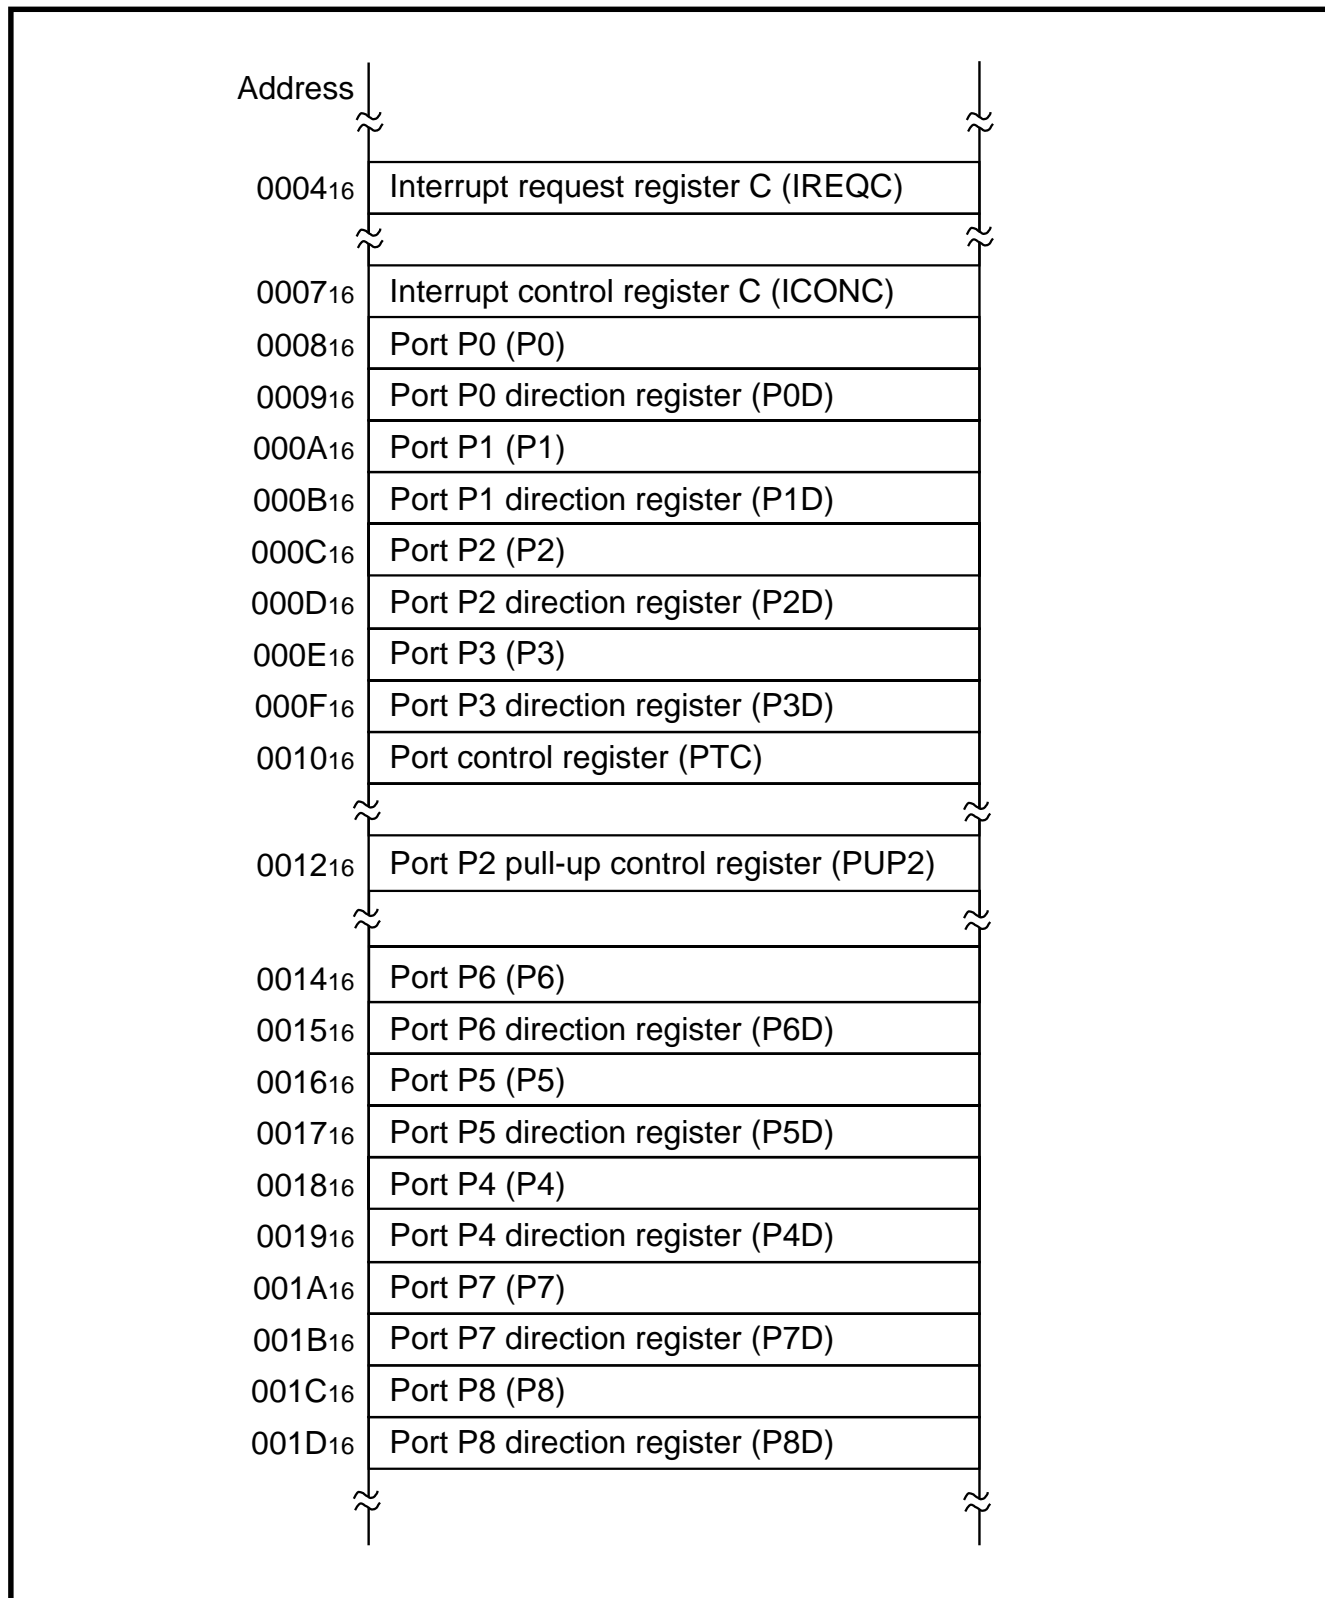 Address
0004₁₆ Interrupt request register C (IREQC)
0007₁₆ Interrupt control register C (ICONC)
0008₁₆ Port P0 (P0)
0009₁₆ Port P0 direction register (P0D)
000A₁₆ Port P1 (P1)
000B₁₆ Port P1 direction register (P1D)
000C₁₆ Port P2 (P2)
000D₁₆ Port P2 direction register (P2D)
000E₁₆ Port P3 (P3)
000F₁₆ Port P3 direction register (P3D)
0010₁₆ Port control register (PTC)
0012₁₆ Port P2 pull-up control register (PUP2)
0014₁₆ Port P6 (P6)
0015₁₆ Port P6 direction register (P6D)
0016₁₆ Port P5 (P5)
0017₁₆ Port P5 direction register (P5D)
0018₁₆ Port P4 (P4)
0019₁₆ Port P4 direction register (P4D)
001A₁₆ Port P7 (P7)
001B₁₆ Port P7 direction register (P7D)
001C₁₆ Port P8 (P8)
001D₁₆ Port P8 direction register (P8D)